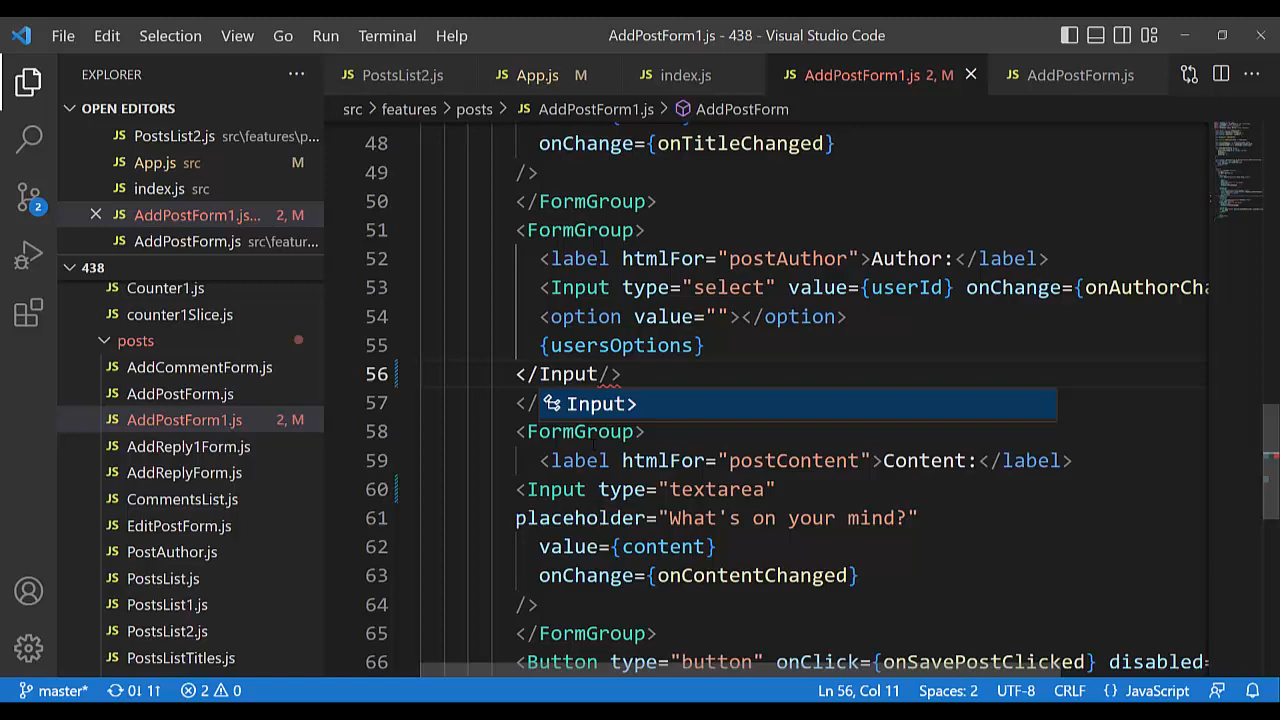 File Edit Selection View Go Run Terminal Help AddPostForm1.js - 438 - Visual Studio Code
EXPLORER
OPEN EDITORS
JS PostsList2.js src\features\p...
JS App.js src M
JS index.js src
JS AddPostForm1.js... 2, M
JS AddPostForm.js src\featur...
438
JS Counter1.js
JS counter1Slice.js
posts
JS AddCommentForm.js
JS AddPostForm.js
JS AddPostForm1.js 2, M
JS AddReply1Form.js
JS AddReplyForm.js
JS CommentsList.js
JS EditPostForm.js
JS PostAuthor.js
JS PostsList.js
JS PostsList1.js
JS PostsList2.js
JS PostsListTitles.js
2
JS PostsList2.js JS App.js M JS index.js JS AddPostForm1.js 2, M JS AddPostForm.js
src > features > posts > JS AddPostForm1.js > AddPostForm
48 onChange={onTitleChanged}
49 />
50 </FormGroup>
51 <FormGroup>
52 <label htmlFor="postAuthor">Author:</label>
53 <Input type="select" value={userId} onChange={onAuthorCha
54 <option value=""></option>
55 {usersOptions}
56 </Input/>
57 </
Input>
58 <FormGroup>
59 <label htmlFor="postContent">Content:</label>
60 <Input type="textarea"
61 placeholder="What's on your mind?"
62 value={content}
63 onChange={onContentChanged}
64 />
65 </FormGroup>
66 <Button type="button" onClick={onSavePostClicked} disabled=
master* 0↓ 1↑ 2 0 Ln 56, Col 11 Spaces: 2 UTF-8 CRLF {} JavaScript